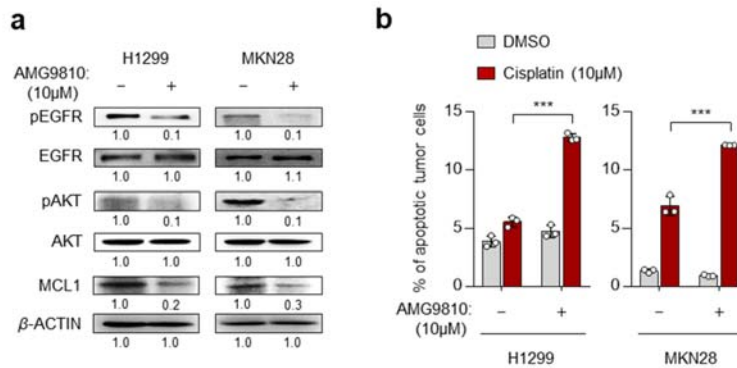 a
H1299 MKN28
AMG9810:
(10μM)
– + – +
pEGFR
1.0 0.1 1.0 0.1
EGFR
1.0 1.0 1.0 1.1
pAKT
1.0 0.1 1.0 0.1
AKT
1.0 1.0 1.0 1.0
MCL1
1.0 0.2 1.0 0.3
β-ACTIN
1.0 1.0 1.0 1.0
b
DMSO
Cisplatin (10μM)
% of apoptotic tumor cells
15
10
5
0
***
15
10
5
0
***
AMG9810:
(10μM)
– + – +
H1299 MKN28